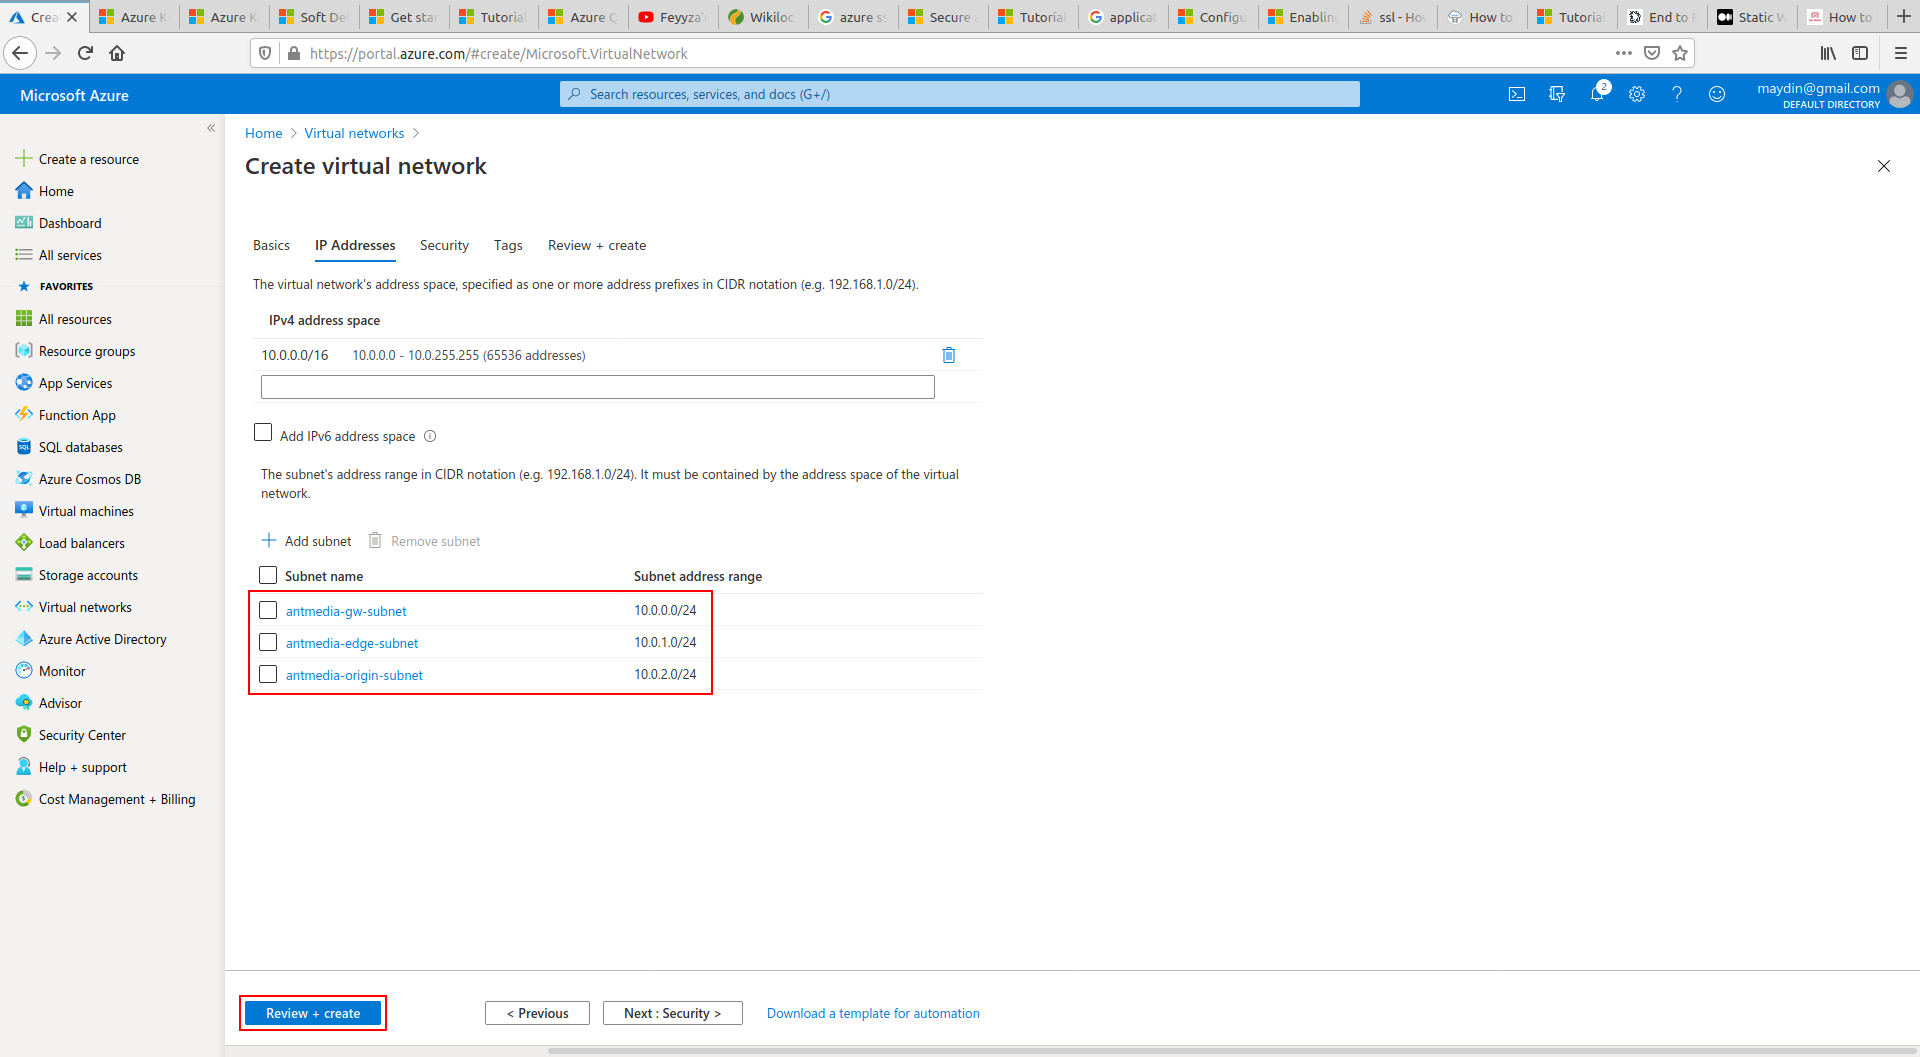 Crea
Azure K
Azure K
Soft De
Get star
Tutorial
Azure Q
Feyyza'
Wikiloc
azure ss
Secure a
Tutorial
applicat
Configu
Enablin
ssl - Ho
How to
Tutorial
End to E
Static W
How to
https://portal.azure.com/#create/Microsoft.VirtualNetwork
Microsoft Azure
Search resources, services, and docs (G+/)
2
maydin@gmail.com
DEFAULT DIRECTORY
Create a resource
Home
Dashboard
All services
FAVORITES
All resources
Resource groups
App Services
Function App
SQL databases
Azure Cosmos DB
Virtual machines
Load balancers
Storage accounts
Virtual networks
Azure Active Directory
Monitor
Advisor
Security Center
Help + support
Cost Management + Billing
Home > Virtual networks >
Create virtual network
Basics IP Addresses Security Tags Review + create
The virtual network's address space, specified as one or more address prefixes in CIDR notation (e.g. 192.168.1.0/24).
IPv4 address space
10.0.0.0/16 10.0.0.0 - 10.0.255.255 (65536 addresses)
Add IPv6 address space
The subnet's address range in CIDR notation (e.g. 192.168.1.0/24). It must be contained by the address space of the virtual
network.
Add subnet Remove subnet
Subnet name Subnet address range
antmedia-gw-subnet 10.0.0.0/24
antmedia-edge-subnet 10.0.1.0/24
antmedia-origin-subnet 10.0.2.0/24
Review + create
< Previous
Next : Security >
Download a template for automation